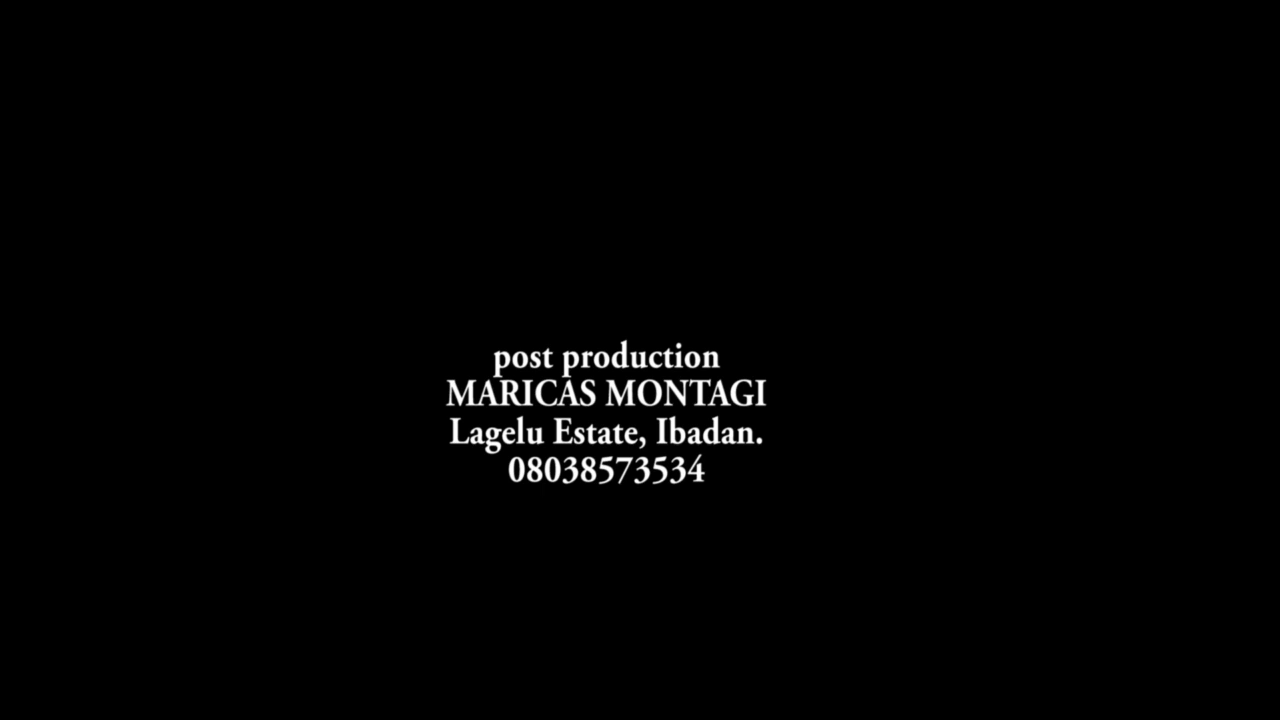 post production
MARICAS MONTAGI
Lagelu Estate, Ibadan.
08038573534